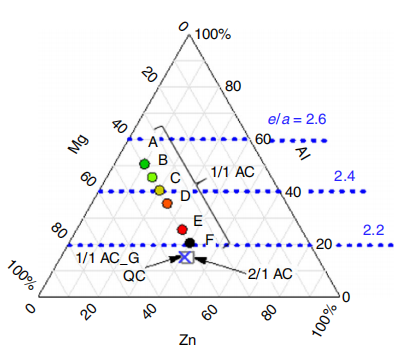 0 100%
20 80
e/a = 2.6
40 60
Mg A Al
B
1/1 AC 2.4
C
60 D 40
E 2.2
80 F 20
1/1 AC_G
100% QC 2/1 AC
0 0
20 40 60 80 100%
Zn